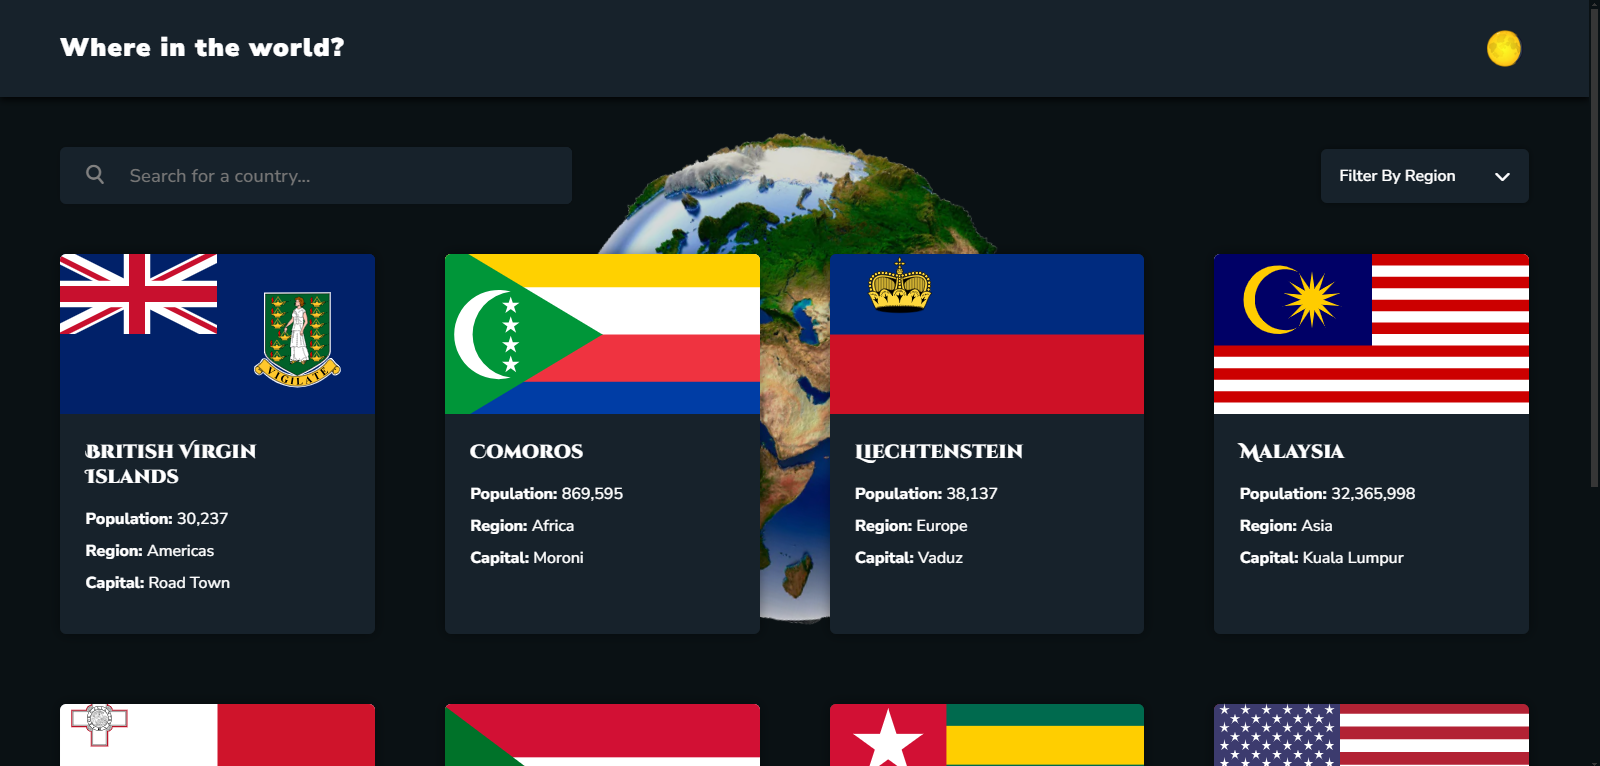 Where in the world?
Search for a country...
Filter By Region
VIGILATE
British Virgin
Islands
Population: 30,237
Region: Americas
Capital: Road Town
Comoros
Population: 869,595
Region: Africa
Capital: Moroni
Liechtenstein
Population: 38,137
Region: Europe
Capital: Vaduz
Malaysia
Population: 32,365,998
Region: Asia
Capital: Kuala Lumpur